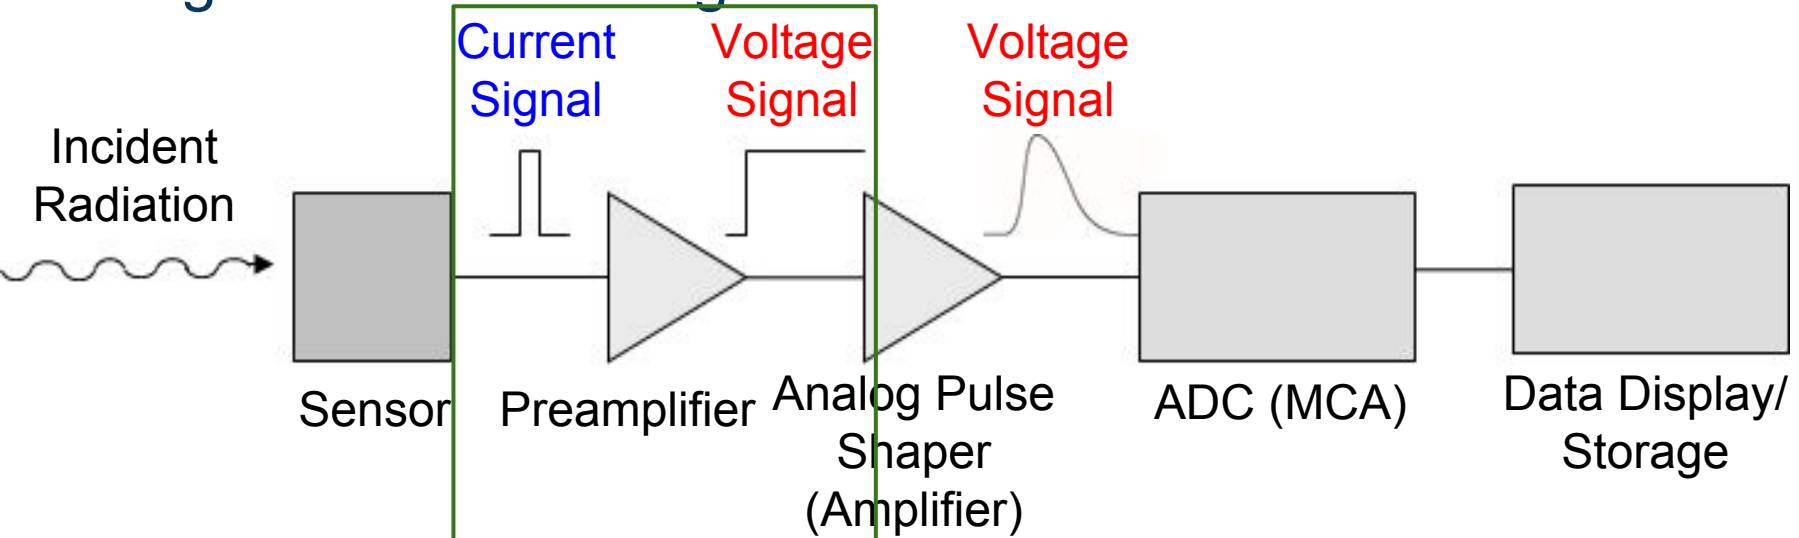 Current
Signal
Voltage
Signal
Voltage
Signal
Incident
Radiation
Sensor
Preamplifier
Analog Pulse
Shaper
(Amplifier)
ADC (MCA)
Data Display/
Storage